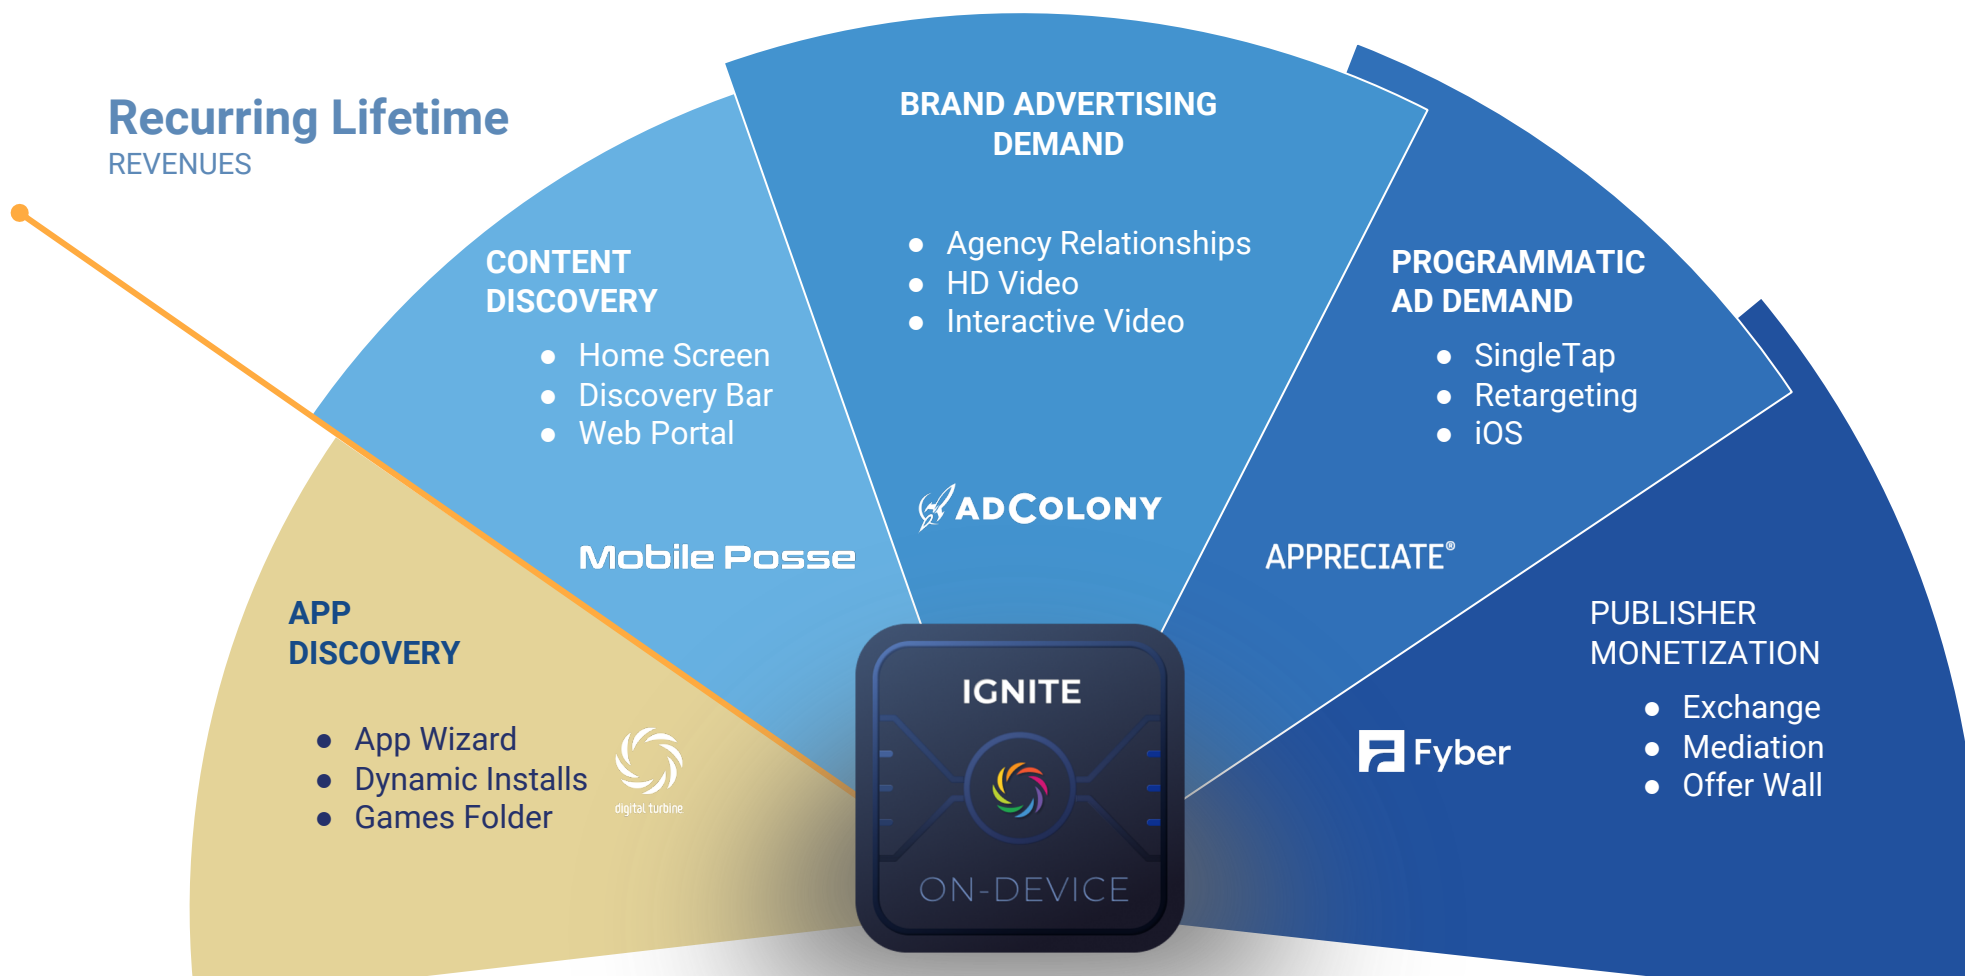 Recurring Lifetime
REVENUES
APP
DISCOVERY
● App Wizard
● Dynamic Installs
● Games Folder
digital turbine
CONTENT
DISCOVERY
● Home Screen
● Discovery Bar
● Web Portal
Mobile Posse
BRAND ADVERTISING
DEMAND
● Agency Relationships
● HD Video
● Interactive Video
ADCOLONY
PROGRAMMATIC
AD DEMAND
● SingleTap
● Retargeting
● iOS
APPRECIATE®
PUBLISHER
MONETIZATION
● Exchange
● Mediation
● Offer Wall
Fyber
IGNITE
ON-DEVICE